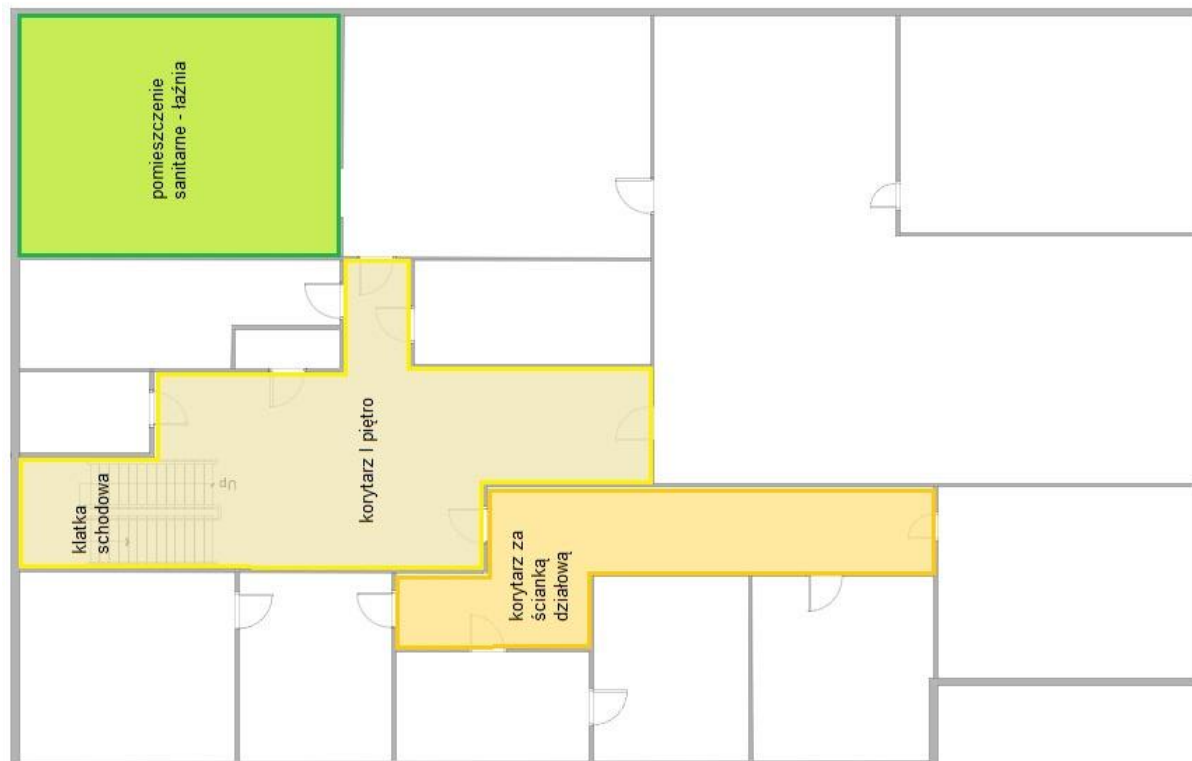 pomieszczenie
sanitarne - łaźnia
korytarz I piętro
klatka
schodowa
Up
korytarz za
ścianką
działową